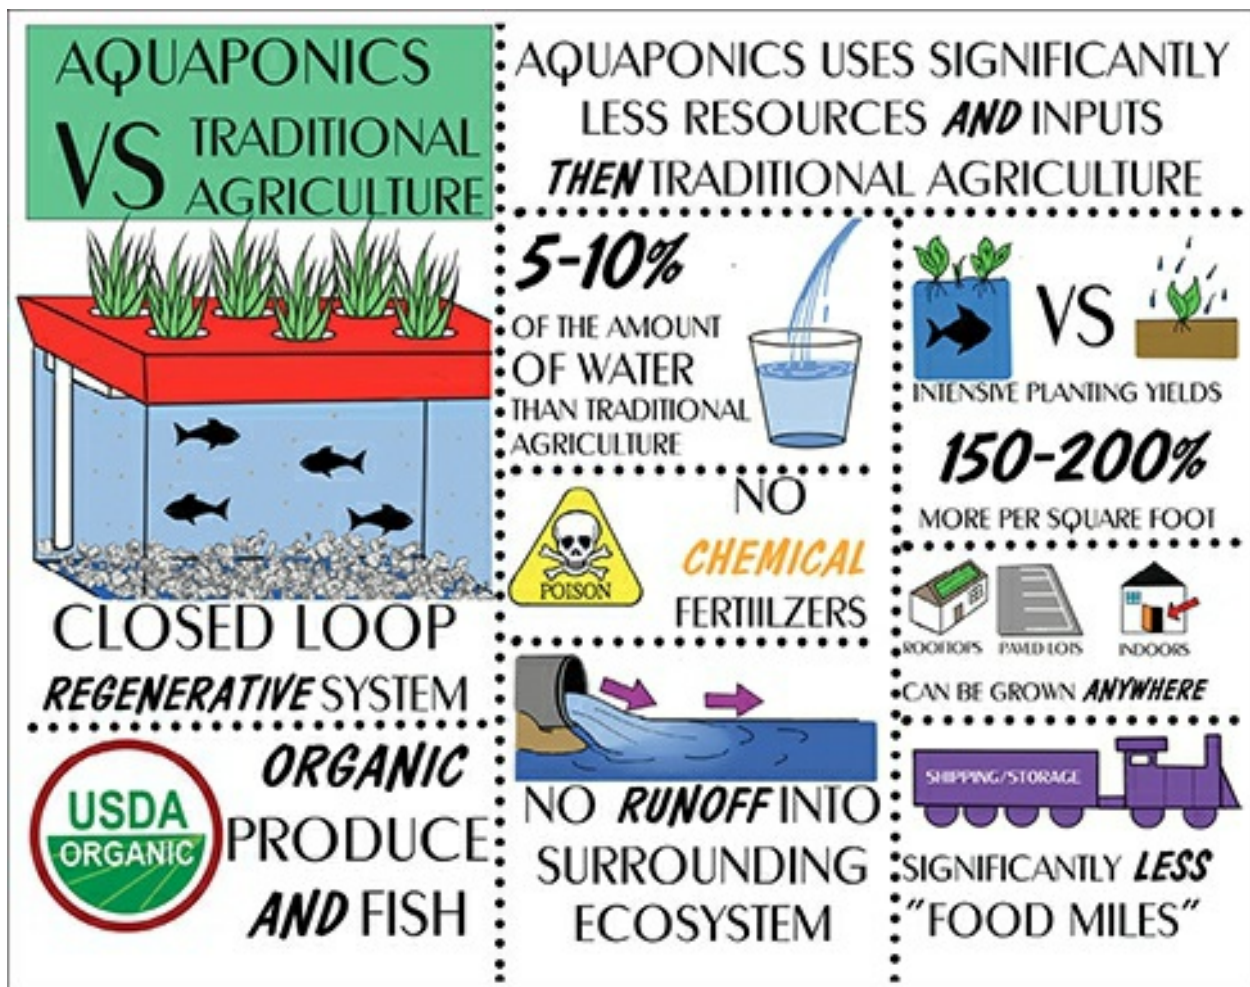 AQUAPONICS
VS TRADITIONAL
AGRICULTURE
AQUAPONICS USES SIGNIFICANTLY
LESS RESOURCES AND INPUTS
THEN TRADITIONAL AGRICULTURE
CLOSED LOOP
REGENERATIVE SYSTEM
USDA
ORGANIC
ORGANIC
PRODUCE
AND FISH
5-10%
OF THE AMOUNT
OF WATER
THAN TRADITIONAL
AGRICULTURE
POISON
NO
CHEMICAL
FERTIIILZERS
NO RUNOFF INTO
SURROUNDING
ECOSYSTEM
VS
INTENSIVE PLANTING YIELDS
150-200%
MORE PER SQUARE FOOT
ROOFTOPS PAVED LOTS INDOORS
CAN BE GROWN ANYWHERE
SHIPPING/STORAGE
SIGNIFICANTLY LESS
"FOOD MILES"